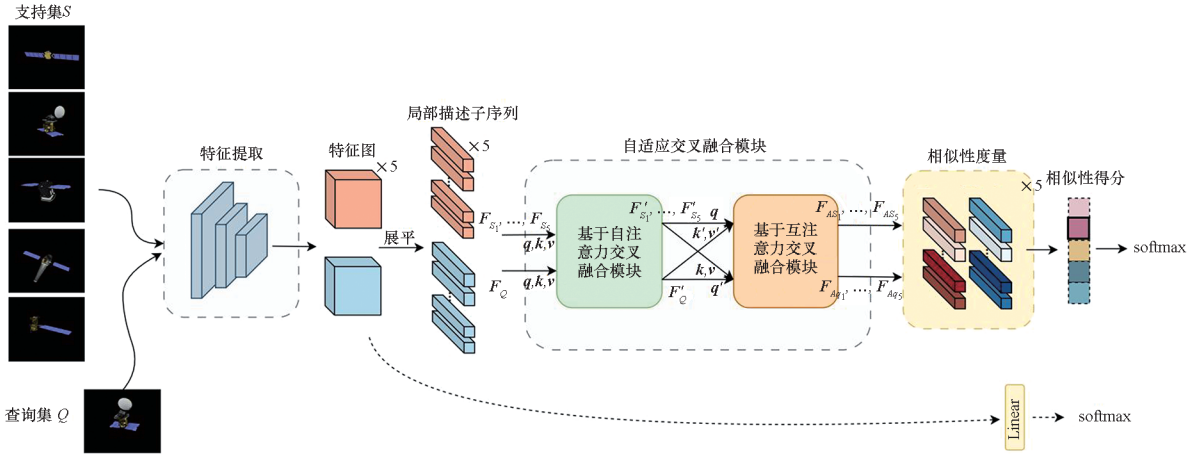 支持集S
特征提取
特征图
×5
局部描述子序列
×5
展平
F_{S_1}, …, F_{S_5}
q,k,v
F_Q
q,k,v
自适应交叉融合模块
基于自注
意力交叉
融合模块
F'_{S_1}, …, F'_{S_5} q
k',v'
k,v
F'_Q q'
基于互注
意力交叉
融合模块
F_{AS_1}, …, F_{AS_5}
F_{Aq_1}, …, F_{Aq_5}
相似性度量
×5
相似性得分
softmax
查询集 Q
Linear
softmax